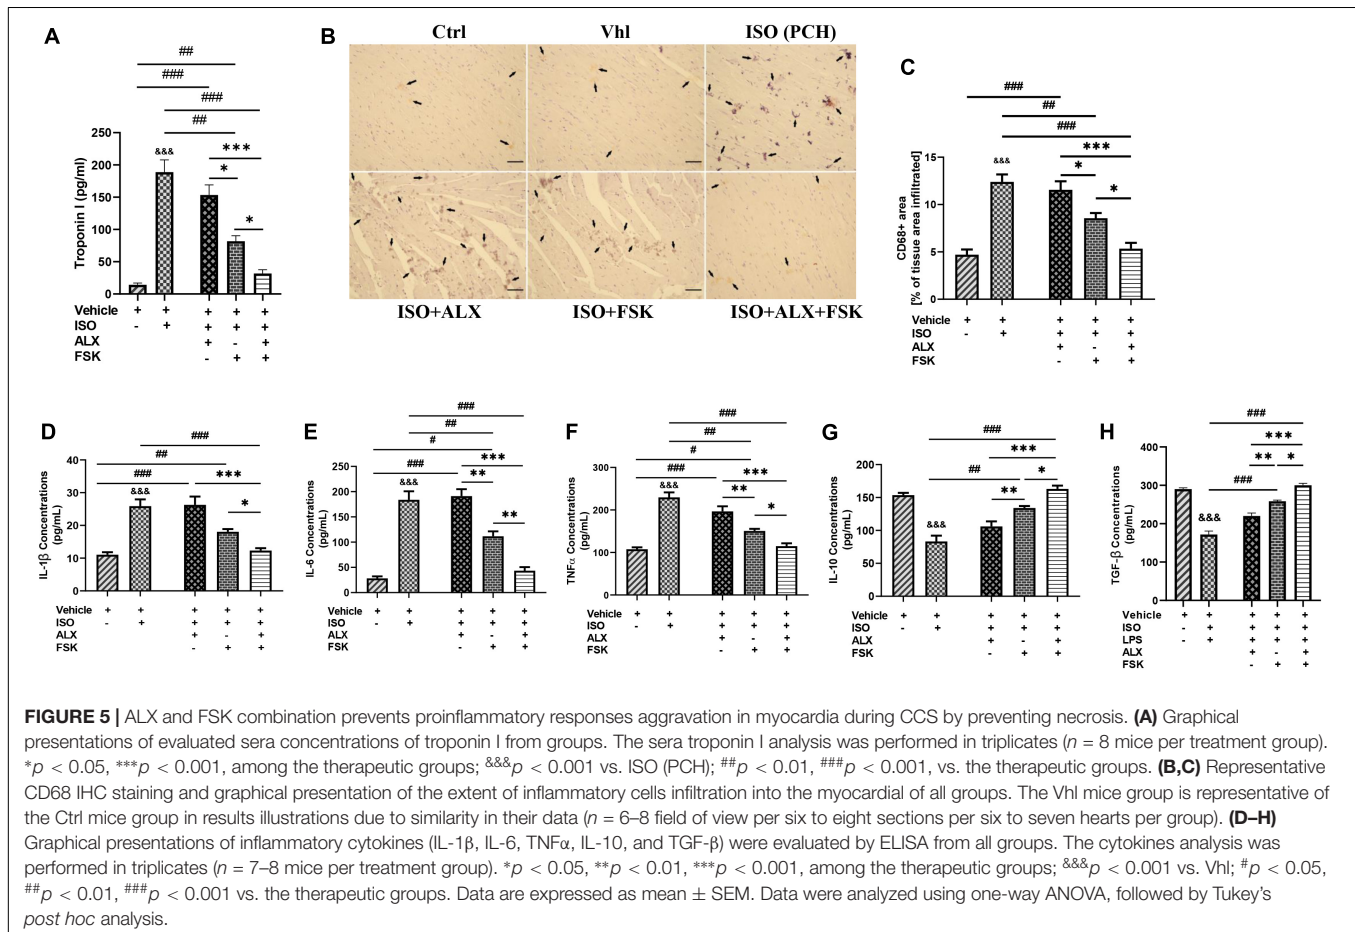 A
##
###
###
##
&&&
***
*
*
Troponin I (pg/ml)
250
200
150
100
50
0
Vehicle + + + + +
ISO - + + + +
ALX + - +
FSK - + +
B
Ctrl Vhl ISO (PCH)
ISO+ALX ISO+FSK ISO+ALX+FSK
C
###
##
###
***
*
*
&&&
CD68+ area
[% of tissue area infiltrated]
15
10
5
0
Vehicle + + + + +
ISO - + + + +
ALX + - +
FSK - + +
D
###
##
###
***
*
&&&
IL-1β Concentrations
(pg/mL)
40
30
20
10
0
Vehicle + + + + +
ISO - + + + +
ALX + - +
FSK - + +
E
###
##
#
***
###
**
&&&
**
IL-6 Concentrations
(pg/mL)
250
200
150
100
50
0
Vehicle + + + + +
ISO - + + + +
ALX + - +
FSK - + +
F
###
##
#
###
***
**
*
&&&
TNFα Concentrations
(pg/mL)
300
200
100
0
Vehicle + + + + +
ISO - + + + +
ALX + - +
FSK - + +
G
###
***
##
*
**
&&&
IL-10 Concentrations
(pg/mL)
200
150
100
50
0
Vehicle + + + + +
ISO - + + + +
ALX + - +
FSK - + +
H
###
***
**
*
###
&&&
TGF-β Concentrations
(pg/mL)
400
300
200
100
0
Vehicle + + + + +
ISO - + + + +
LPS - + + + +
ALX + - +
FSK - + +
FIGURE 5 | ALX and FSK combination prevents proinflammatory responses aggravation in myocardia during CCS by preventing necrosis. (A) Graphical
presentations of evaluated sera concentrations of troponin I from groups. The sera troponin I analysis was performed in triplicates (n = 8 mice per treatment group).
*p < 0.05, ***p < 0.001, among the therapeutic groups; &&&p < 0.001 vs. ISO (PCH); ##p < 0.01, ###p < 0.001, vs. the therapeutic groups. (B,C) Representative
CD68 IHC staining and graphical presentation of the extent of inflammatory cells infiltration into the myocardial of all groups. The Vhl mice group is representative of
the Ctrl mice group in results illustrations due to similarity in their data (n = 6–8 field of view per six to eight sections per six to seven hearts per group). (D–H)
Graphical presentations of inflammatory cytokines (IL-1β, IL-6, TNFα, IL-10, and TGF-β) were evaluated by ELISA from all groups. The cytokines analysis was
performed in triplicates (n = 7–8 mice per treatment group). *p < 0.05, **p < 0.01, ***p < 0.001, among the therapeutic groups; &&&p < 0.001 vs. Vhl; #p < 0.05,
##p < 0.01, ###p < 0.001 vs. the therapeutic groups. Data are expressed as mean ± SEM. Data were analyzed using one-way ANOVA, followed by Tukey's
post hoc analysis.